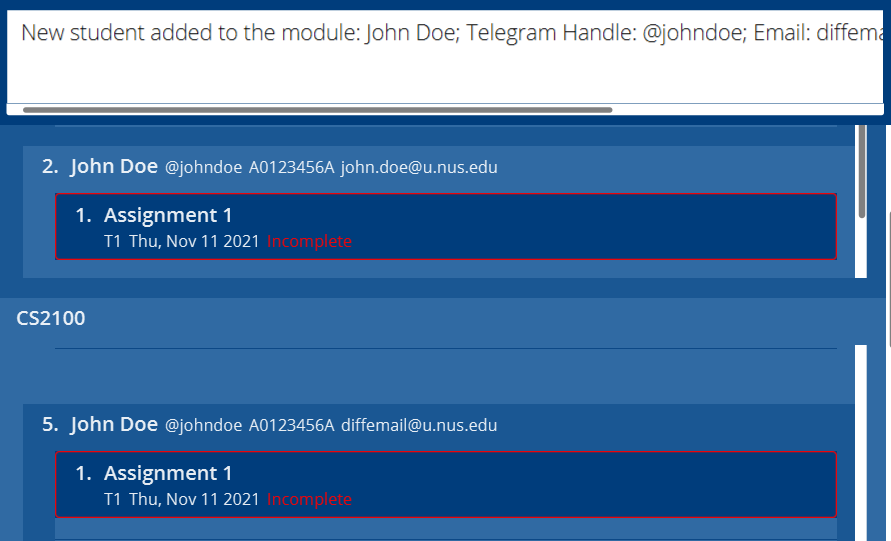 New student added to the module: John Doe; Telegram Handle: @johndoe; Email:
2. John Doe @johndoe A0123456A john.doe@u.nus.edu
1. Assignment 1
T1 Thu, Nov 11 2021 Incomplete
CS2100
5. John Doe @johndoe A0123456A diffemail@u.nus.edu
1. Assignment 1
T1 Thu, Nov 11 2021 Incomplete